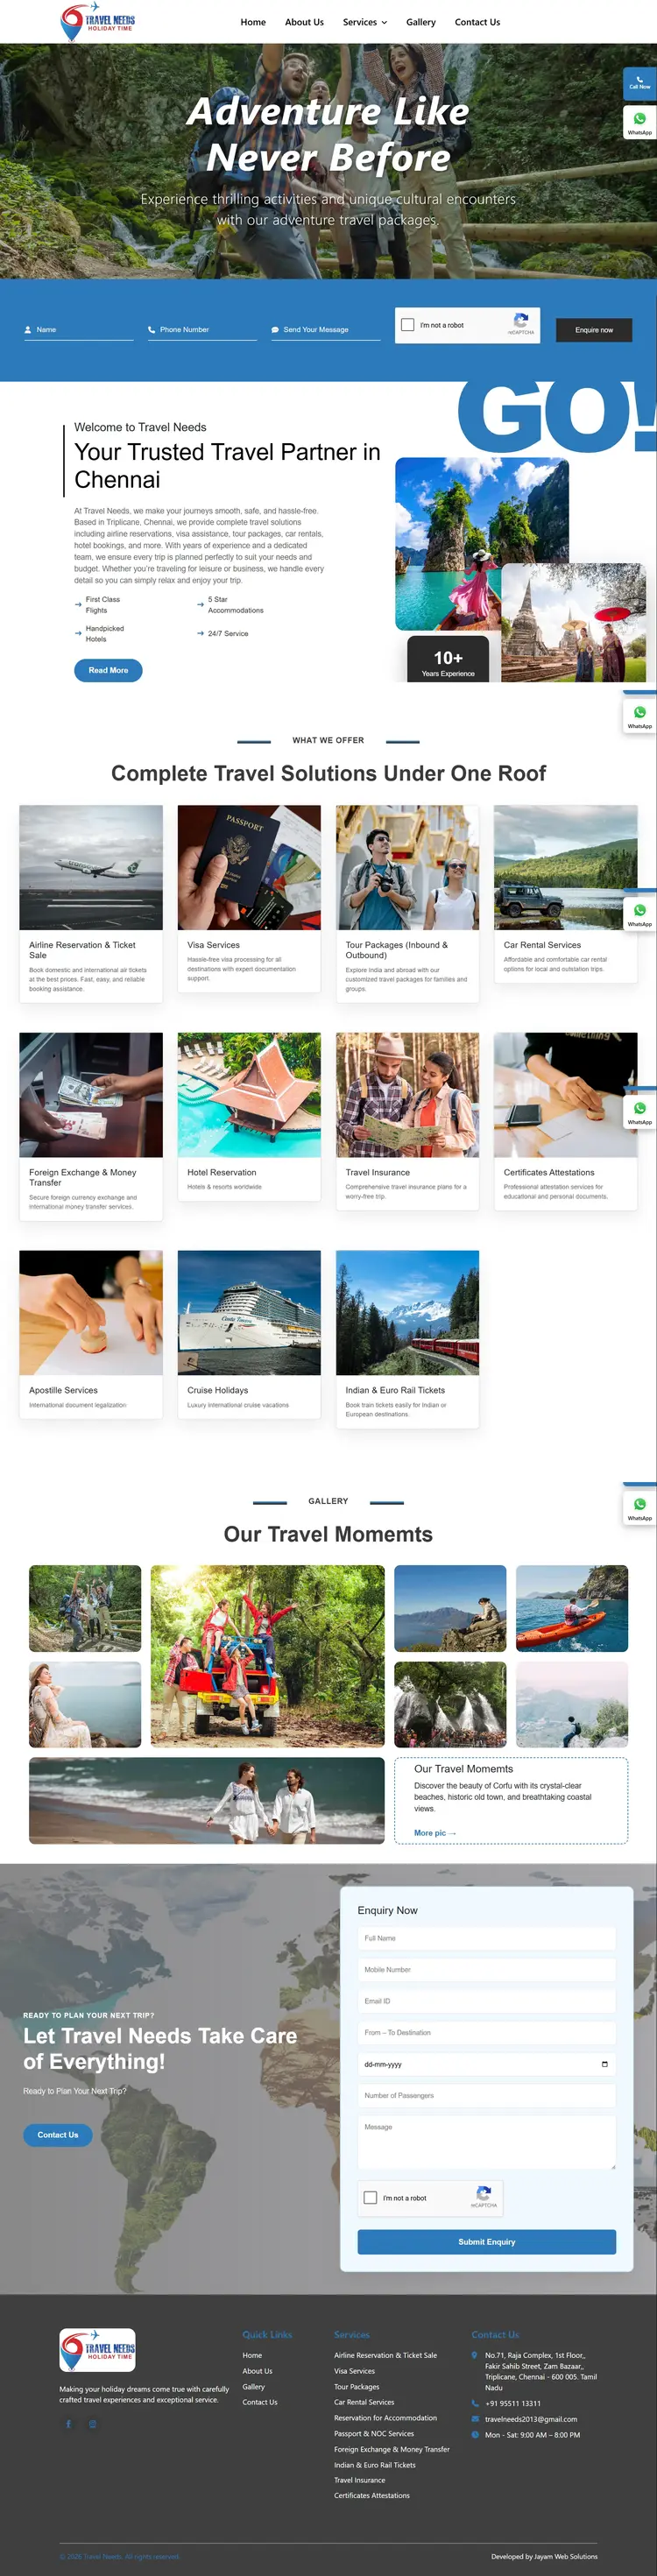 TRAVEL NEEDS
HOLIDAY TIME
Home
About Us
Services
Gallery
Contact Us
Call Now
WhatsApp
Adventure Like
Never Before
Experience thrilling activities and unique cultural encounters
with our adventure travel packages.
Name
Phone Number
Send Your Message
I'm not a robot
reCAPTCHA
Enquire now
GO!
Welcome to Travel Needs
Your Trusted Travel Partner in
Chennai
At Travel Needs, we make your journeys smooth, safe, and hassle-free.
Based in Triplicane, Chennai, we provide complete travel solutions
including airline reservations, visa assistance, tour packages, car rentals,
hotel bookings, and more. With years of experience and a dedicated
team, we ensure every trip is planned perfectly to suit your needs and
budget. Whether you're traveling for leisure or business, we handle every
detail so you can simply relax and enjoy your trip.
First Class
Flights
5 Star
Accommodations
Handpicked
Hotels
24/7 Service
Read More
10+
Years Experience
WhatsApp
WHAT WE OFFER
Complete Travel Solutions Under One Roof
PASSPORT
WhatsApp
Airline Reservation & Ticket
Sale
Book domestic and international air tickets
at the best prices. Fast, easy, and reliable
booking assistance.
Visa Services
Hassle-free visa processing for all
destinations with expert documentation
support.
Tour Packages (Inbound &
Outbound)
Explore India and abroad with our
customized travel packages for families and
groups.
Car Rental Services
Affordable and comfortable car rental
options for local and outstation trips.
WhatsApp
Foreign Exchange & Money
Transfer
Secure foreign currency exchange and
international money transfer services.
Hotel Reservation
Hotels & resorts worldwide
Travel Insurance
Comprehensive travel insurance plans for a
worry-free trip.
Certificates Attestations
Professional attestation services for
educational and personal documents.
Apostille Services
International document legalization
Cruise Holidays
Luxury international cruise vacations
Indian & Euro Rail Tickets
Book train tickets easily for Indian or
European destinations.
WhatsApp
GALLERY
Our Travel Momemts
Our Travel Momemts
Discover the beauty of Corfu with its crystal-clear
beaches, historic old town, and breathtaking coastal
views.
More pic →
READY TO PLAN YOUR NEXT TRIP?
Let Travel Needs Take Care
of Everything!
Ready to Plan Your Next Trip?
Contact Us
Enquiry Now
Full Name
Mobile Number
Email ID
From – To Destination
dd-mm-yyyy
Number of Passengers
Message
I'm not a robot
reCAPTCHA
Submit Enquiry
TRAVEL NEEDS
HOLIDAY TIME
Making your holiday dreams come true with carefully
crafted travel experiences and exceptional service.
Quick Links
Home
About Us
Gallery
Contact Us
Services
Airline Reservation & Ticket Sale
Visa Services
Tour Packages
Car Rental Services
Reservation for Accommodation
Passport & NOC Services
Foreign Exchange & Money Transfer
Indian & Euro Rail Tickets
Travel Insurance
Certificates Attestations
Contact Us
No.71, Raja Complex, 1st Floor,,
Fakir Sahib Street, Zam Bazaar,,
Triplicane, Chennai - 600 005. Tamil
Nadu
+91 95511 13311
travelneeds2013@gmail.com
Mon - Sat: 9:00 AM – 8:00 PM
© 2026 Travel Needs. All rights reserved.
Developed by Jayam Web Solutions